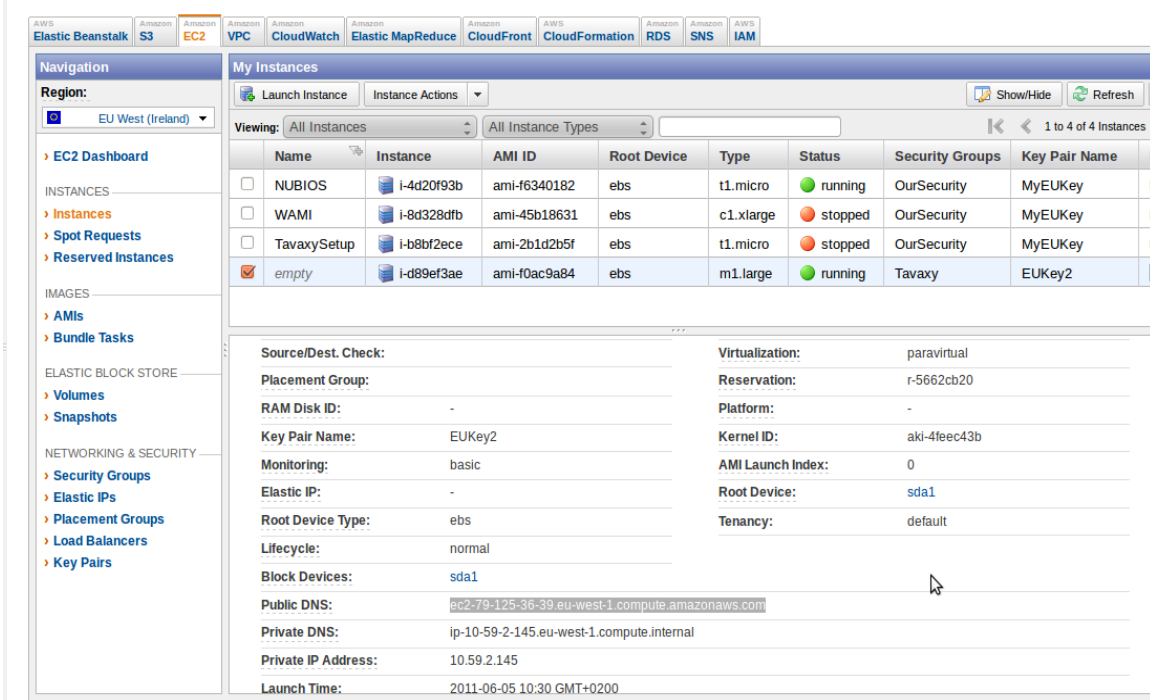 AWS Amazon Amazon Amazon Amazon Amazon Amazon AWS Amazon Amazon AWS
Elastic Beanstalk S3 EC2 VPC CloudWatch Elastic MapReduce CloudFront CloudFormation RDS SNS IAM
Navigation
Region:
EU West (Ireland)
› EC2 Dashboard
INSTANCES
› Instances
› Spot Requests
› Reserved Instances
IMAGES
› AMIs
› Bundle Tasks
ELASTIC BLOCK STORE
› Volumes
› Snapshots
NETWORKING & SECURITY
› Security Groups
› Elastic IPs
› Placement Groups
› Load Balancers
› Key Pairs
My Instances
Launch Instance Instance Actions Show/Hide Refresh
Viewing: All Instances All Instance Types 1 to 4 of 4 Instances
Name Instance AMI ID Root Device Type Status Security Groups Key Pair Name
NUBIOS i-4d20f93b ami-f6340182 ebs t1.micro running OurSecurity MyEUKey
WAMI i-8d328dfb ami-45b18631 ebs c1.xlarge stopped OurSecurity MyEUKey
TavaxySetup i-b8bf2ece ami-2b1d2b5f ebs t1.micro stopped OurSecurity MyEUKey
empty i-d89ef3ae ami-f0ac9a84 ebs m1.large running Tavaxy EUKey2
Source/Dest. Check: Virtualization: paravirtual
Placement Group: Reservation: r-5662cb20
RAM Disk ID: - Platform: -
Key Pair Name: EUKey2 Kernel ID: aki-4feec43b
Monitoring: basic AMI Launch Index: 0
Elastic IP: - Root Device: sda1
Root Device Type: ebs Tenancy: default
Lifecycle: normal
Block Devices: sda1
Public DNS: ec2-79-125-36-39.eu-west-1.compute.amazonaws.com
Private DNS: ip-10-59-2-145.eu-west-1.compute.internal
Private IP Address: 10.59.2.145
Launch Time: 2011-06-05 10:30 GMT+0200